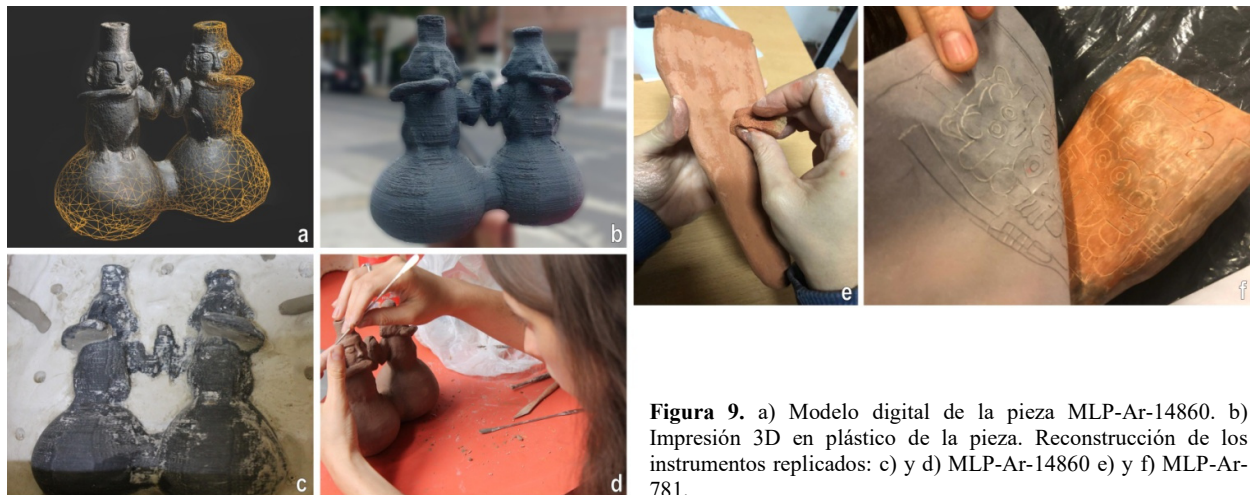 a
b
e
f
c
d
Figura 9. a) Modelo digital de la pieza MLP-Ar-14860. b)
Impresión 3D en plástico de la pieza. Reconstrucción de los
instrumentos replicados: c) y d) MLP-Ar-14860 e) y f) MLP-Ar-
781.